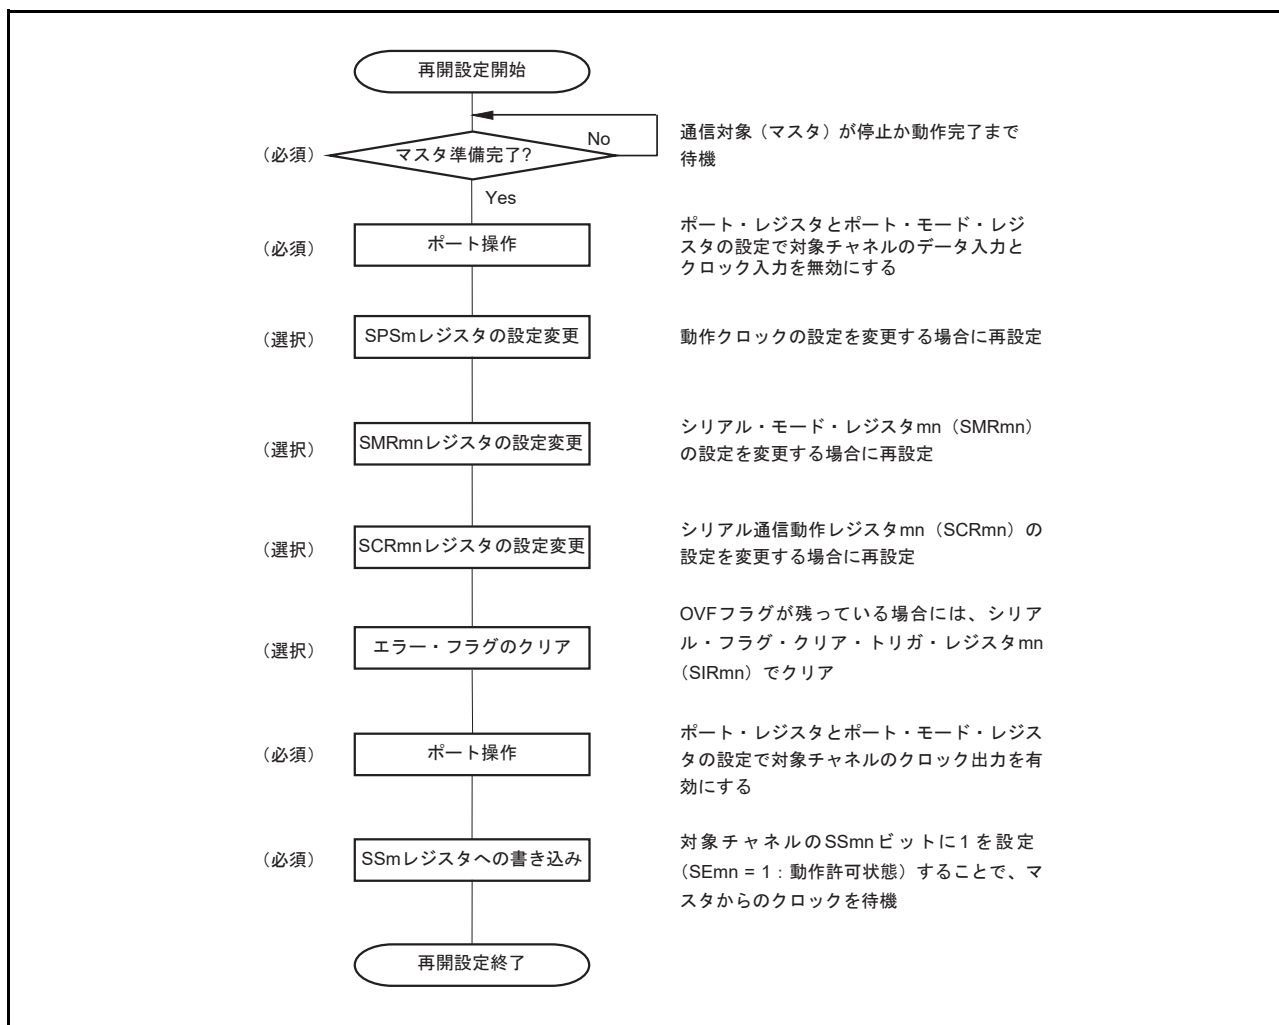 再開設定開始
No
通信対象（マスタ）が停止か動作完了まで
待機
（必須）
マスタ準備完了?
Yes
（必須）
ポート操作
ポート・レジスタとポート・モード・レジ
スタの設定で対象チャネルのデータ入力と
クロック入力を無効にする
（選択）
SPSmレジスタの設定変更
動作クロックの設定を変更する場合に再設定
（選択）
SMRmnレジスタの設定変更
シリアル・モード・レジスタmn（SMRmn）
の設定を変更する場合に再設定
（選択）
SCRmnレジスタの設定変更
シリアル通信動作レジスタmn（SCRmn）の
設定を変更する場合に再設定
（選択）
エラー・フラグのクリア
OVFフラグが残っている場合には、シリア
ル・フラグ・クリア・トリガ・レジスタmn
（SIRmn）でクリア
（必須）
ポート操作
ポート・レジスタとポート・モード・レジス
タの設定で対象チャネルのクロック出力を有
効にする
（必須）
SSmレジスタへの書き込み
対象チャネルのSSmnビットに1を設定
（SEmn = 1：動作許可状態）することで、マ
スタからのクロックを待機
再開設定終了